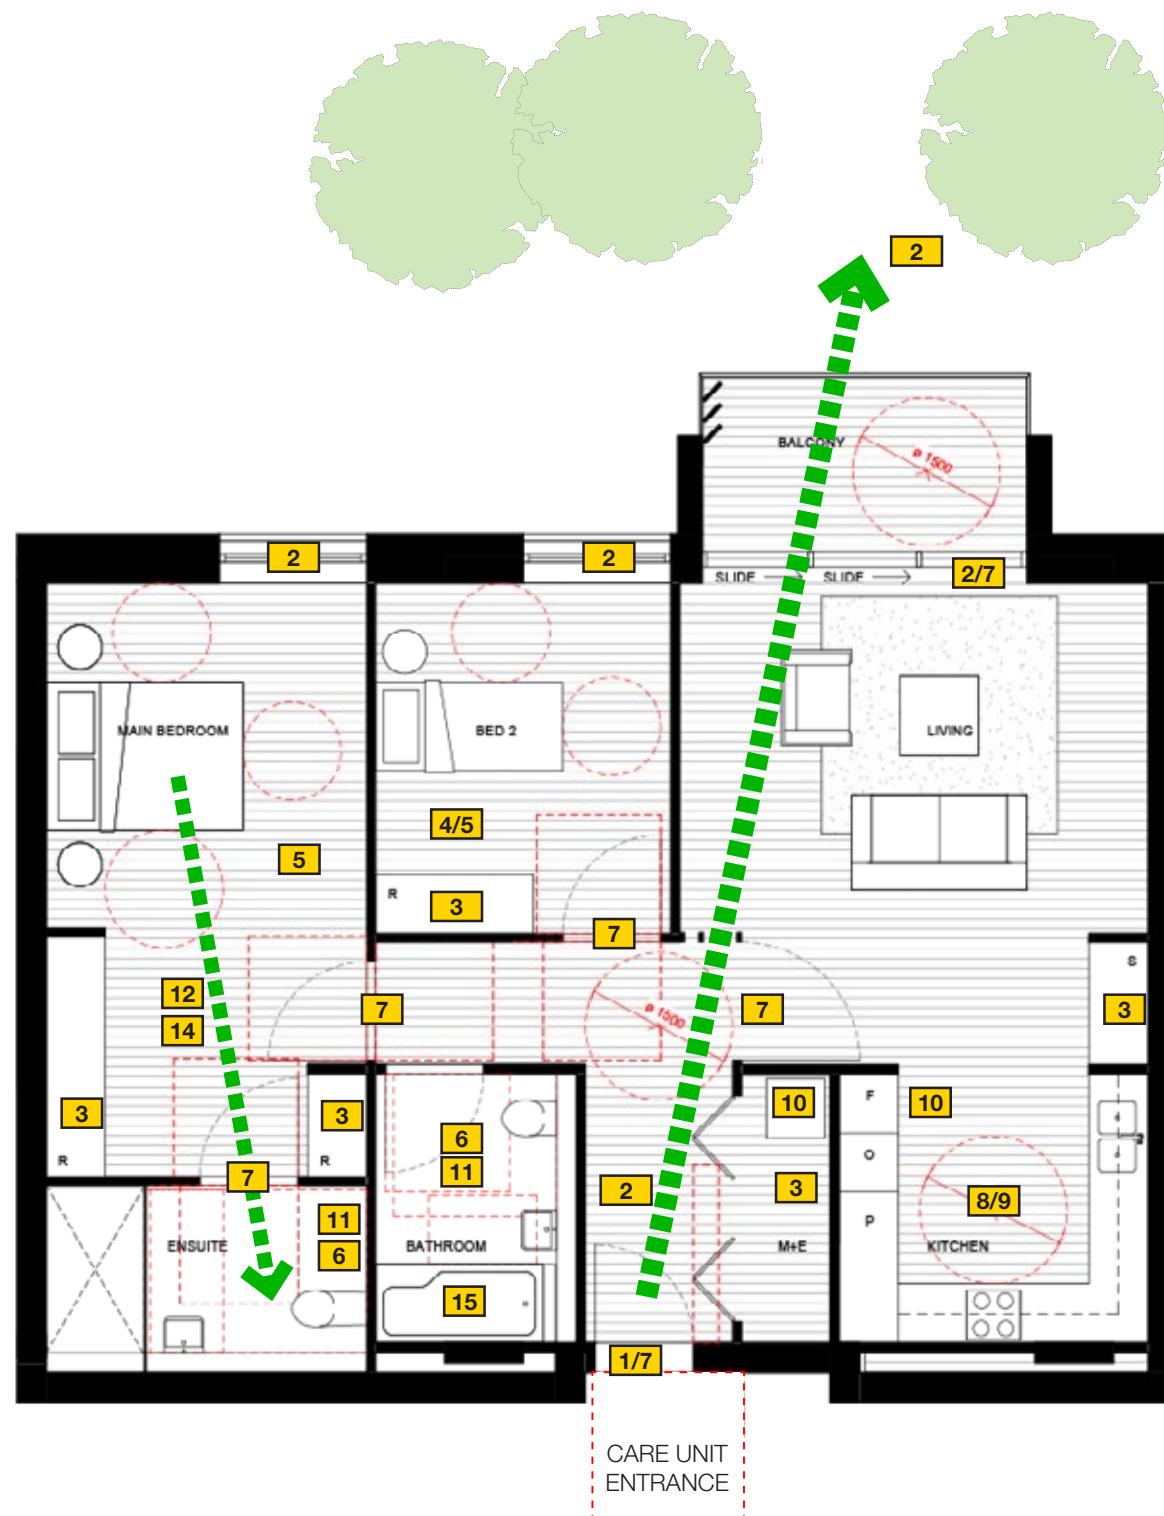 2
BALCONY
ø 1500
2
2
2/7
SLIDE
SLIDE
MAIN BEDROOM
BED 2
LIVING
4/5
5
R
3
7
S
12
7
ø 1500
7
3
14
3
3
10
F
10
6
O
R
R
11
7
2
3
8/9
11
P
ENSUITE
6
BATHROOM
M+E
KITCHEN
15
1/7
CARE UNIT
ENTRANCE